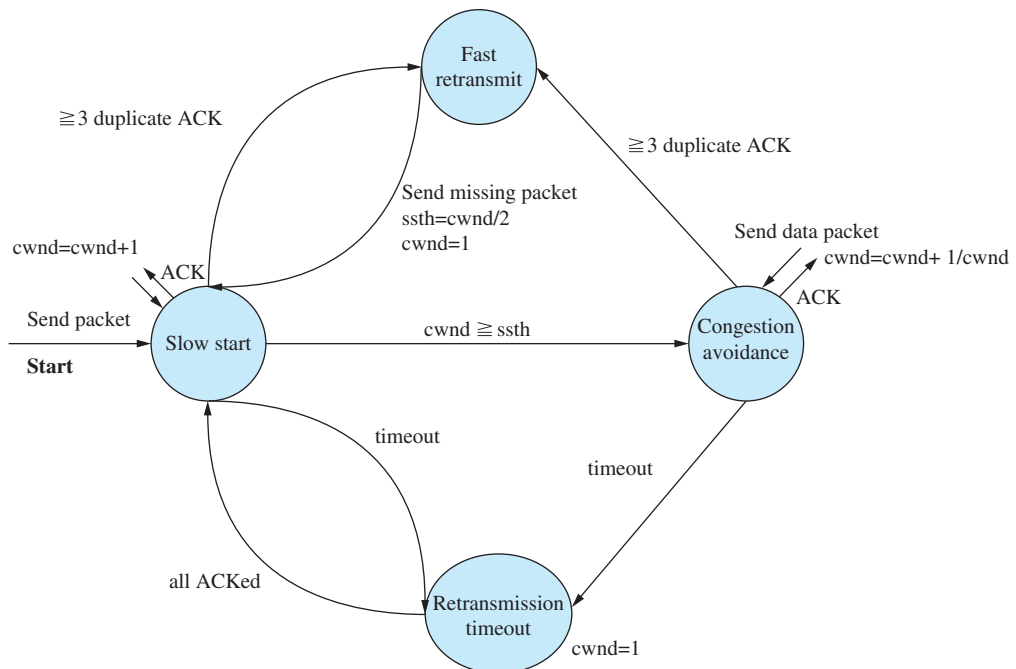 Fast
retransmit
≧3 duplicate ACK
≧3 duplicate ACK
Send missing packet
ssth=cwnd/2
cwnd=1
Send data packet
cwnd=cwnd+ 1/cwnd
ACK
cwnd=cwnd+1
ACK
Send packet
Start
Slow start
cwnd ≧ ssth
Congestion
avoidance
timeout
timeout
all ACKed
Retransmission
timeout
cwnd=1